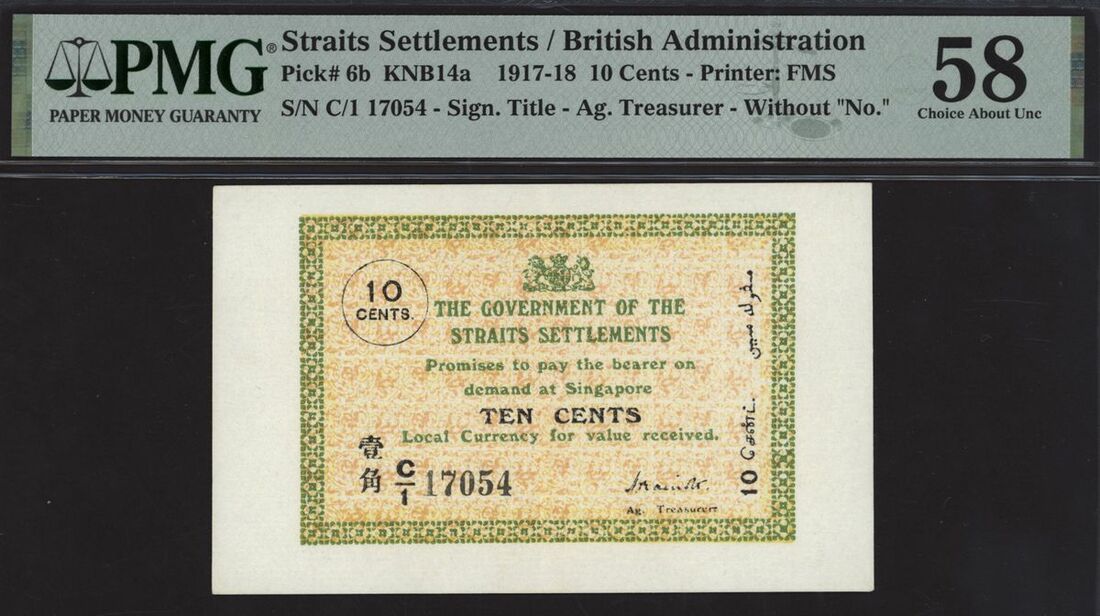 PMG®
PAPER MONEY GUARANTY
Straits Settlements / British Administration
Pick# 6b KNB14a 1917-18 10 Cents - Printer: FMS
S/N C/1 17054 - Sign. Title - Ag. Treasurer - Without "No."
58
Choice About Unc
10
CENTS.
THE GOVERNMENT OF THE
STRAITS SETTLEMENTS
Promises to pay the bearer on
demand at Singapore
TEN CENTS
Local Currency for value received.
壹
角
C/1 17054
Ag. Treasurer
10 சென்ட்.
سڤوله سين